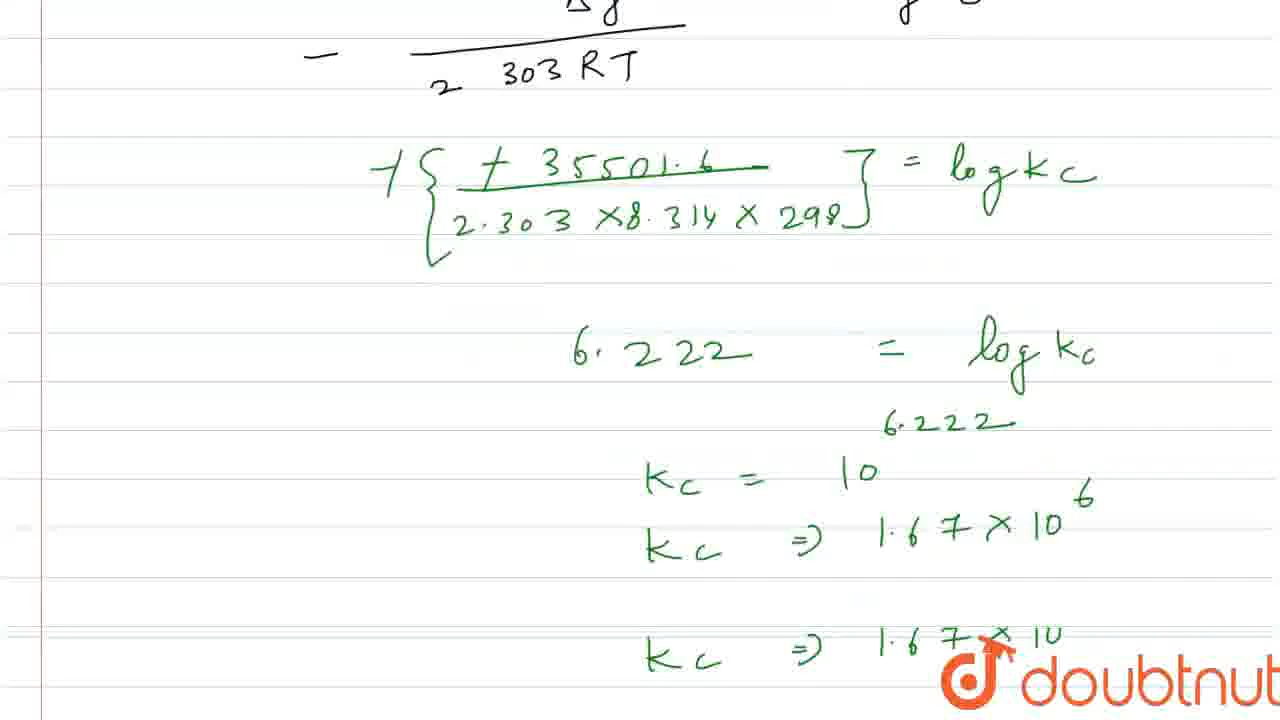 - 2 303 RT
+ { + 35501.6 / 2.303 × 8.314 × 298 } = log Kc
6.222 = log Kc
Kc = 10^6.222
Kc ⇒ 1.67 × 10^6
Kc ⇒ 1.67 × 10
doubtnut